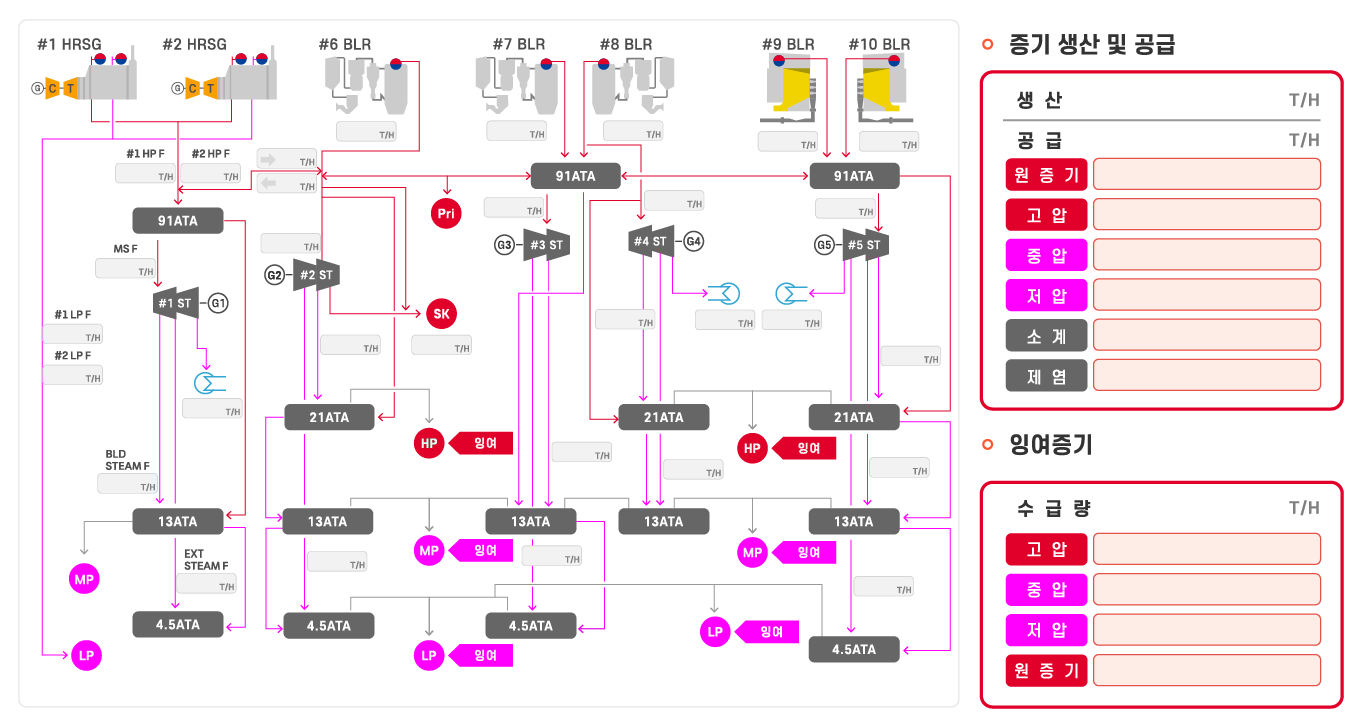 #1 HRSG
#2 HRSG
#6 BLR
#7 BLR
#8 BLR
#9 BLR
#10 BLR
G
C
T
G
C
T
T/H
T/H
T/H
T/H
T/H
#1 HP F
#2 HP F
T/H
T/H
T/H
T/H
91ATA
91ATA
91ATA
Pri
T/H
T/H
T/H
MS F
T/H
T/H
G3
#3 ST
#4 ST
G4
G5
#5 ST
G2
#2 ST
#1 ST
G1
SK
#1 LP F
T/H
#2 LP F
T/H
T/H
T/H
T/H
T/H
T/H
T/H
T/H
21ATA
21ATA
21ATA
HP
잉여
HP
잉여
BLD
STEAM F
T/H
T/H
T/H
T/H
13ATA
13ATA
13ATA
13ATA
13ATA
MP
잉여
MP
잉여
EXT
STEAM F
T/H
T/H
T/H
T/H
MP
4.5ATA
4.5ATA
4.5ATA
4.5ATA
LP
LP
잉여
LP
잉여
증기 생산 및 공급
생 산
T/H
공 급
T/H
원 증 기
고 압
중 압
저 압
소 계
제 염
잉여증기
수 급 량
T/H
고 압
중 압
저 압
원 증 기